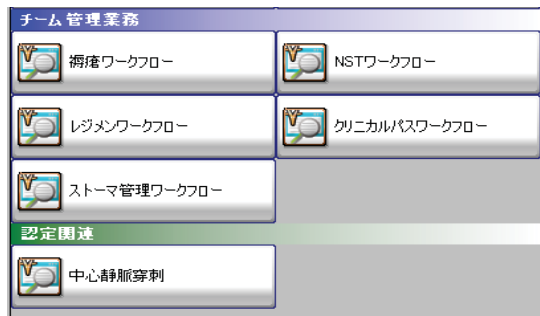 チーム管理業務
褥瘡ワークフロー
NSTワークフロー
レジメンワークフロー
クリニカルパスワークフロー
ストーマ管理ワークフロー
認定関連
中心静脈穿刺